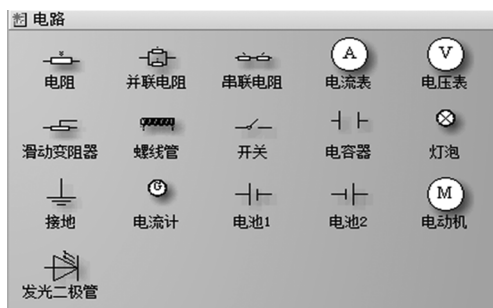 电路
A V
电阻 并联电阻 串联电阻 电流表 电压表
滑动变阻器 螺线管 开关 电容器 灯泡
G M
接地 电流计 电池1 电池2 电动机
发光二极管